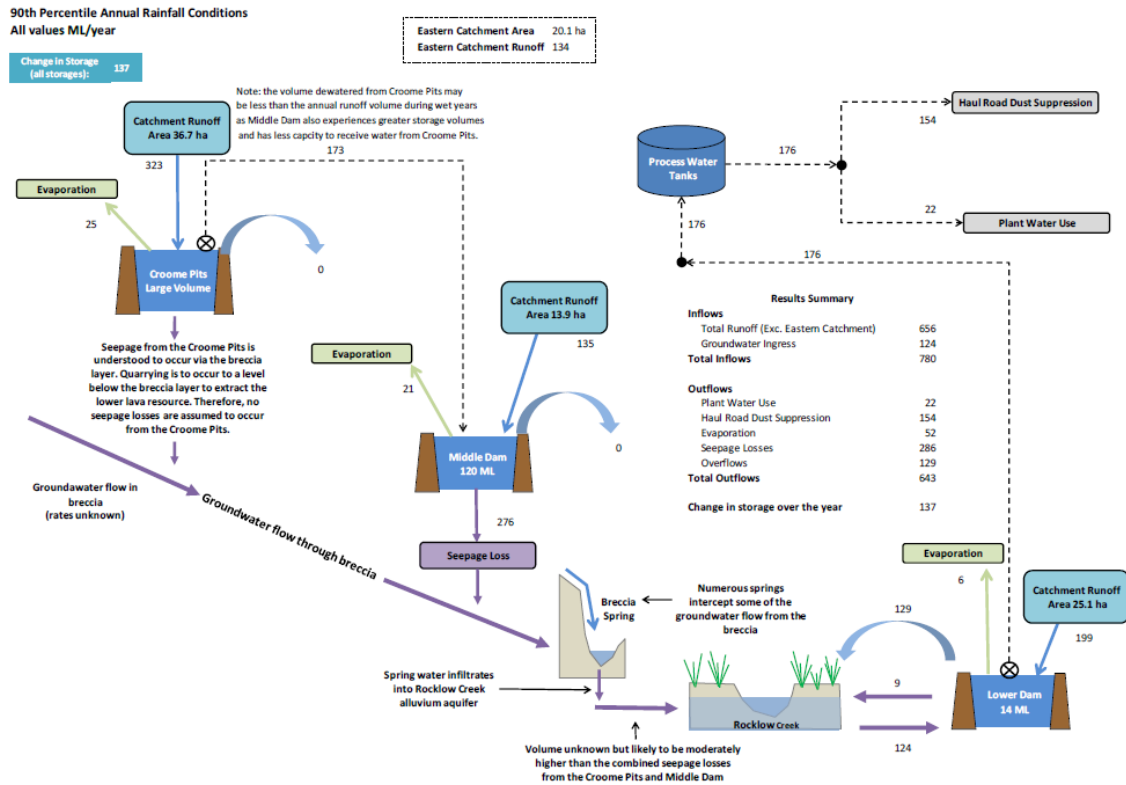 90th Percentile Annual Rainfall Conditions
All values ML/year
Eastern Catchment Area 20.1 ha
Eastern Catchment Runoff 134
Change in Storage
(all storages):
137
Note: the volume dewatered from Croome Pits may
be less than the annual runoff volume during wet years
as Middle Dam also experiences greater storage volumes
and has less capcity to receive water from Croome Pits.
Catchment Runoff
Area 36.7 ha
173
323
Evaporation
25
Croome Pits
Large Volume
0
Haul Road Dust Suppression
154
176
Process Water
Tanks
176
22
Plant Water Use
176
Seepage from the Croome Pits is
understood to occur via the breccia
layer. Quarrying is to occur to a level
below the breccia layer to extract the
lower lava resource. Therefore, no
seepage losses are assumed to occur
from the Croome Pits.
Catchment Runoff
Area 13.9 ha
135
Evaporation
21
Middle Dam
120 ML
0
276
Seepage Loss
Results Summary
Inflows
Total Runoff (Exc. Eastern Catchment) 656
Groundwater Ingress 124
Total Inflows 780
Outflows
Plant Water Use 22
Haul Road Dust Suppression 154
Evaporation 52
Seepage Losses 286
Overflows 129
Total Outflows 643
Change in storage over the year 137
Groundawater flow in
breccia
(rates unknown)
Groundwater flow through breccia
Breccia
Spring
Numerous springs
intercept some of the
groundwater flow from the
breccia
Evaporation
6
Catchment Runoff
Area 25.1 ha
129
199
Spring water infiltrates
into Rocklow Creek
alluvium aquifer
9
Lower Dam
14 ML
Rocklow Creek
124
Volume unknown but likely to be moderately
higher than the combined seepage losses
from the Croome Pits and Middle Dam